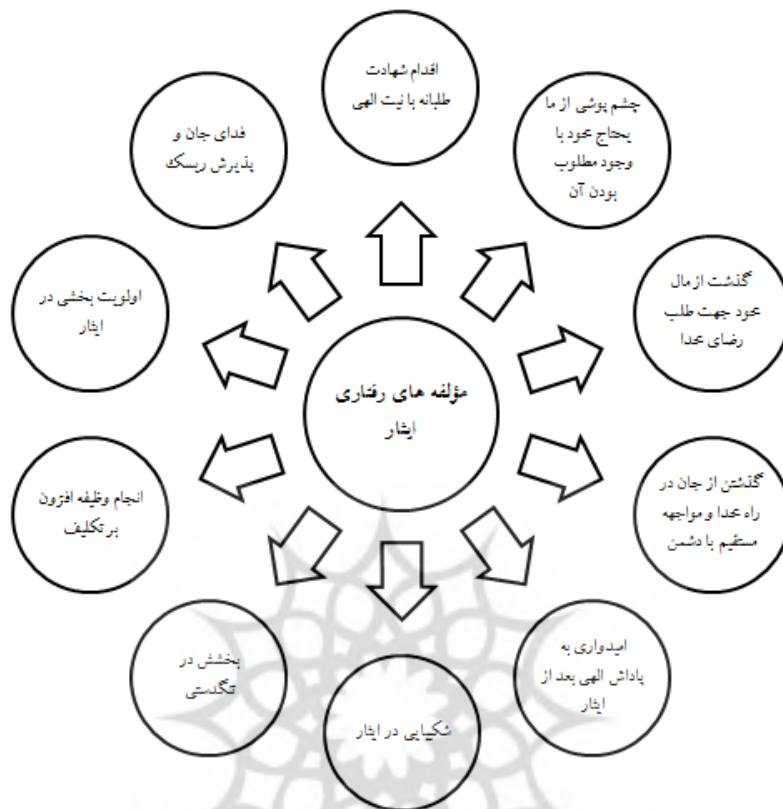 مؤلفه های رفتاری
ایثار
اقدام شهادت
طلبانه با نیت الهی
چشم پوشی از ما
یحتاج خود با
وجود مطلوب
بودن آن
گذشت از مال
خود جهت طلب
رضای خدا
گذشتن از جان در
راه خدا و مواجهه
مستقیم با دشمن
امیدواری به
پاداش الهی بعد از
ایثار
شکیبایی در ایثار
بخشش در
تنگدستی
انجام وظیفه افزون
بر تکلیف
اولویت بخشی در
ایثار
فدای جان و
پذیرش ریسک